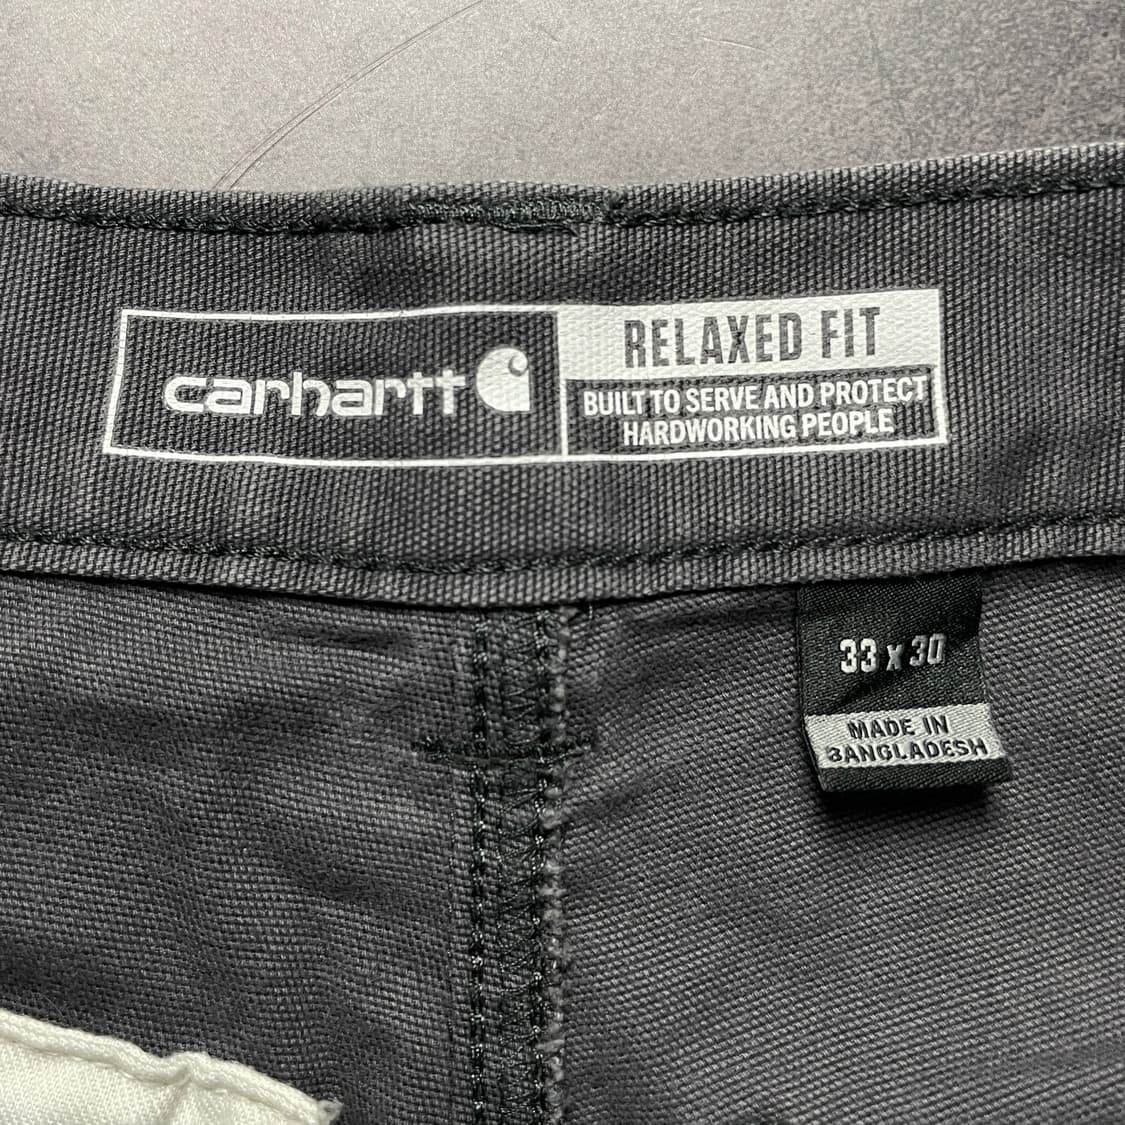 carhartt
RELAXED FIT
BUILT TO SERVE AND PROTECT
HARDWORKING PEOPLE
33 x 30
MADE IN
BANGLADESH